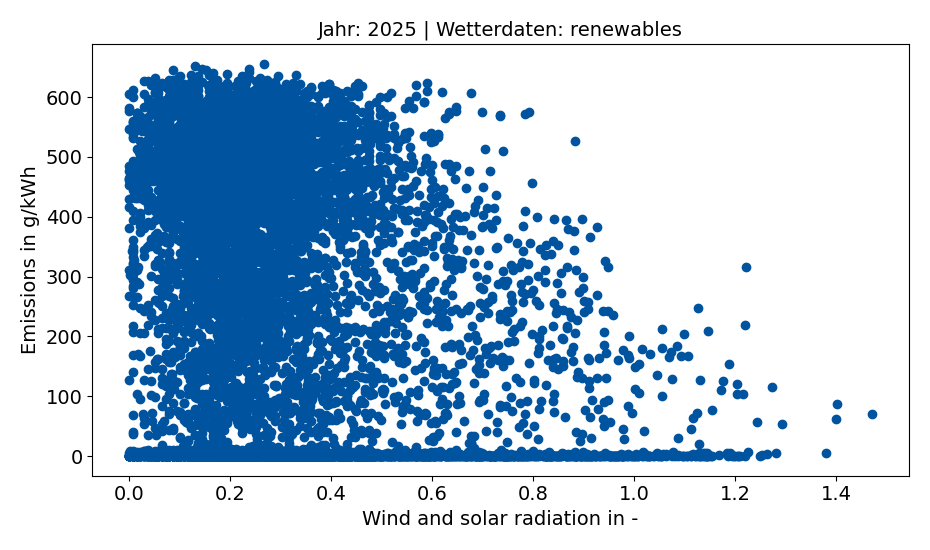 Jahr: 2025 | Wetterdaten: renewables
Emissions in g/kWh
600
500
400
300
200
100
0
0.0 0.2 0.4 0.6 0.8 1.0 1.2 1.4
Wind and solar radiation in -